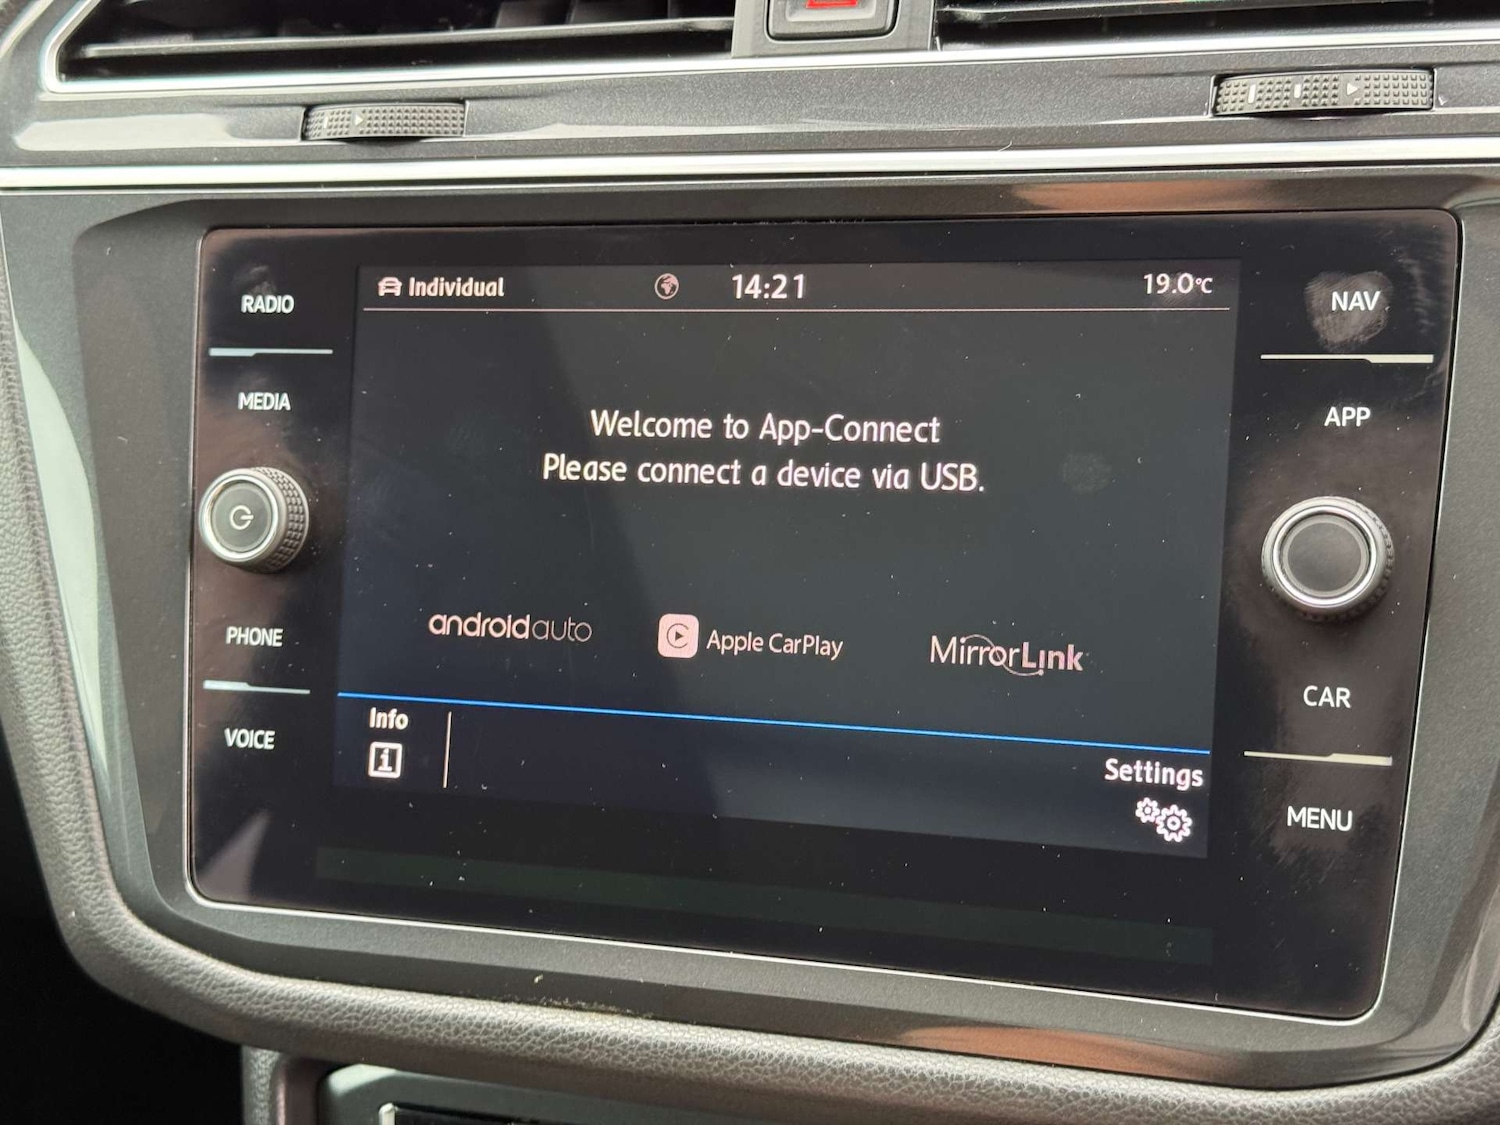 Individual
14:21
19.0°C
RADIO
MEDIA
PHONE
VOICE
Welcome to App-Connect
Please connect a device via USB.
androidauto
Apple CarPlay
MirrorLink
Info
i
Settings
NAV
APP
CAR
MENU